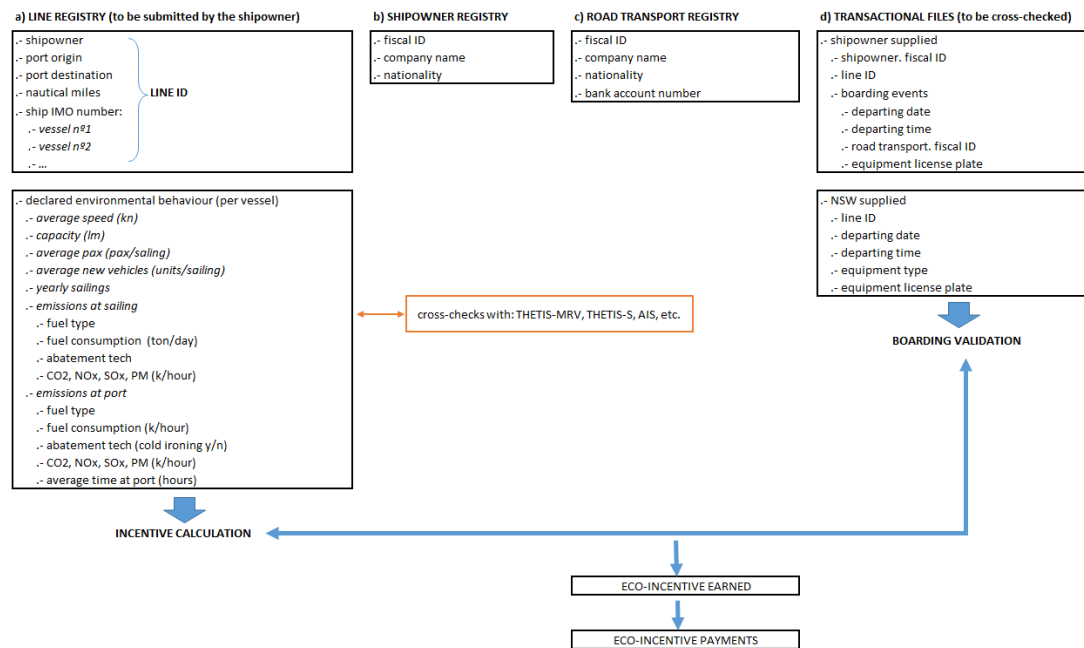 a) LINE REGISTRY (to be submitted by the shipowner)
.- shipowner
.- port origin
.- port destination
.- nautical miles
.- ship IMO number:
.- vessel nº1
.- vessel nº2
.- ...
LINE ID
b) SHIPOWNER REGISTRY
.- fiscal ID
.- company name
.- nationality
c) ROAD TRANSPORT REGISTRY
.- fiscal ID
.- company name
.- nationality
.- bank account number
d) TRANSACTIONAL FILES (to be cross-checked)
.- shipowner supplied
.- shipowner. fiscal ID
.- line ID
.- boarding events
.- departing date
.- departing time
.- road transport. fiscal ID
.- equipment license plate
.- declared environmental behaviour (per vessel)
.- average speed (kn)
.- capacity (lm)
.- average pax (pax/saling)
.- average new vehicles (units/sailing)
.- yearly sailings
.- emissions at sailing
.- fuel type
.- fuel consumption (ton/day)
.- abatement tech
.- CO2, NOx, SOx, PM (k/hour)
.- emissions at port
.- fuel type
.- fuel consumption (k/hour)
.- abatement tech (cold ironing y/n)
.- CO2, NOx, SOx, PM (k/hour)
.- average time at port (hours)
cross-checks with: THETIS-MRV, THETIS-S, AIS, etc.
.- NSW supplied
.- line ID
.- departing date
.- departing time
.- equipment type
.- equipment license plate
BOARDING VALIDATION
INCENTIVE CALCULATION
ECO-INCENTIVE EARNED
ECO-INCENTIVE PAYMENTS